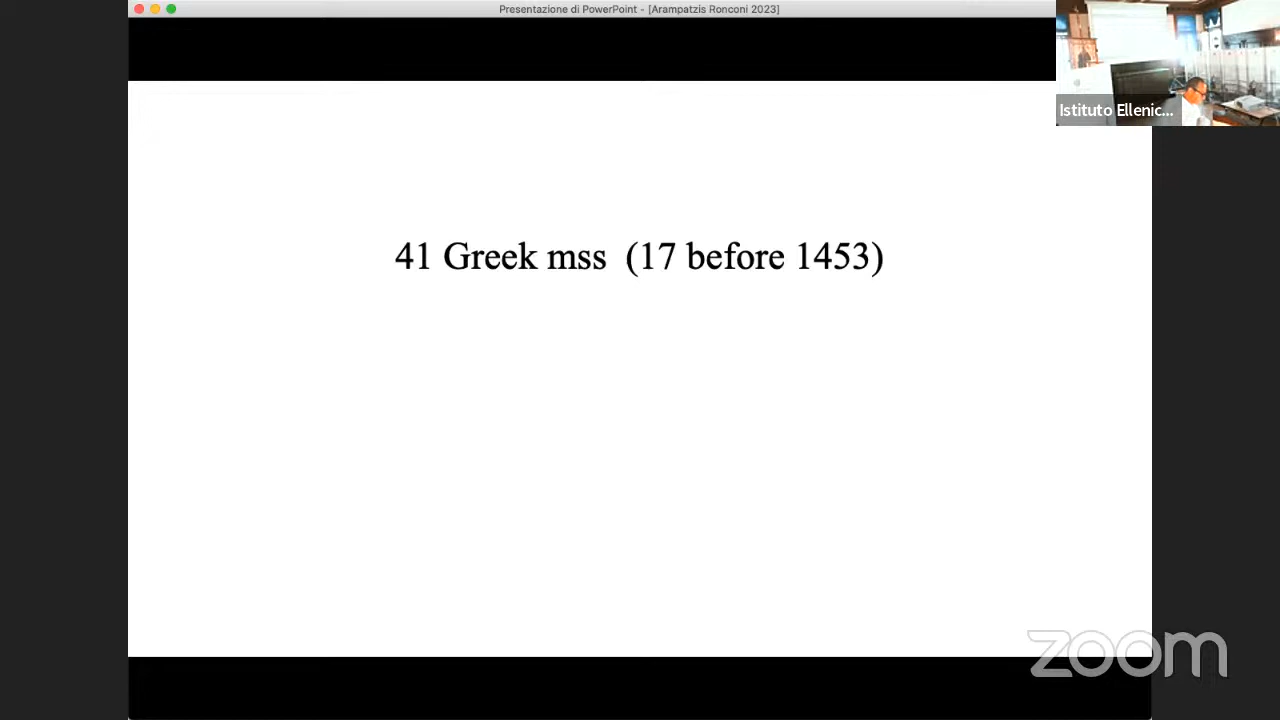 Presentazione di PowerPoint - [Arampatzis Ronconi 2023]
Istituto Ellenic...
41 Greek mss (17 before 1453)
zoom